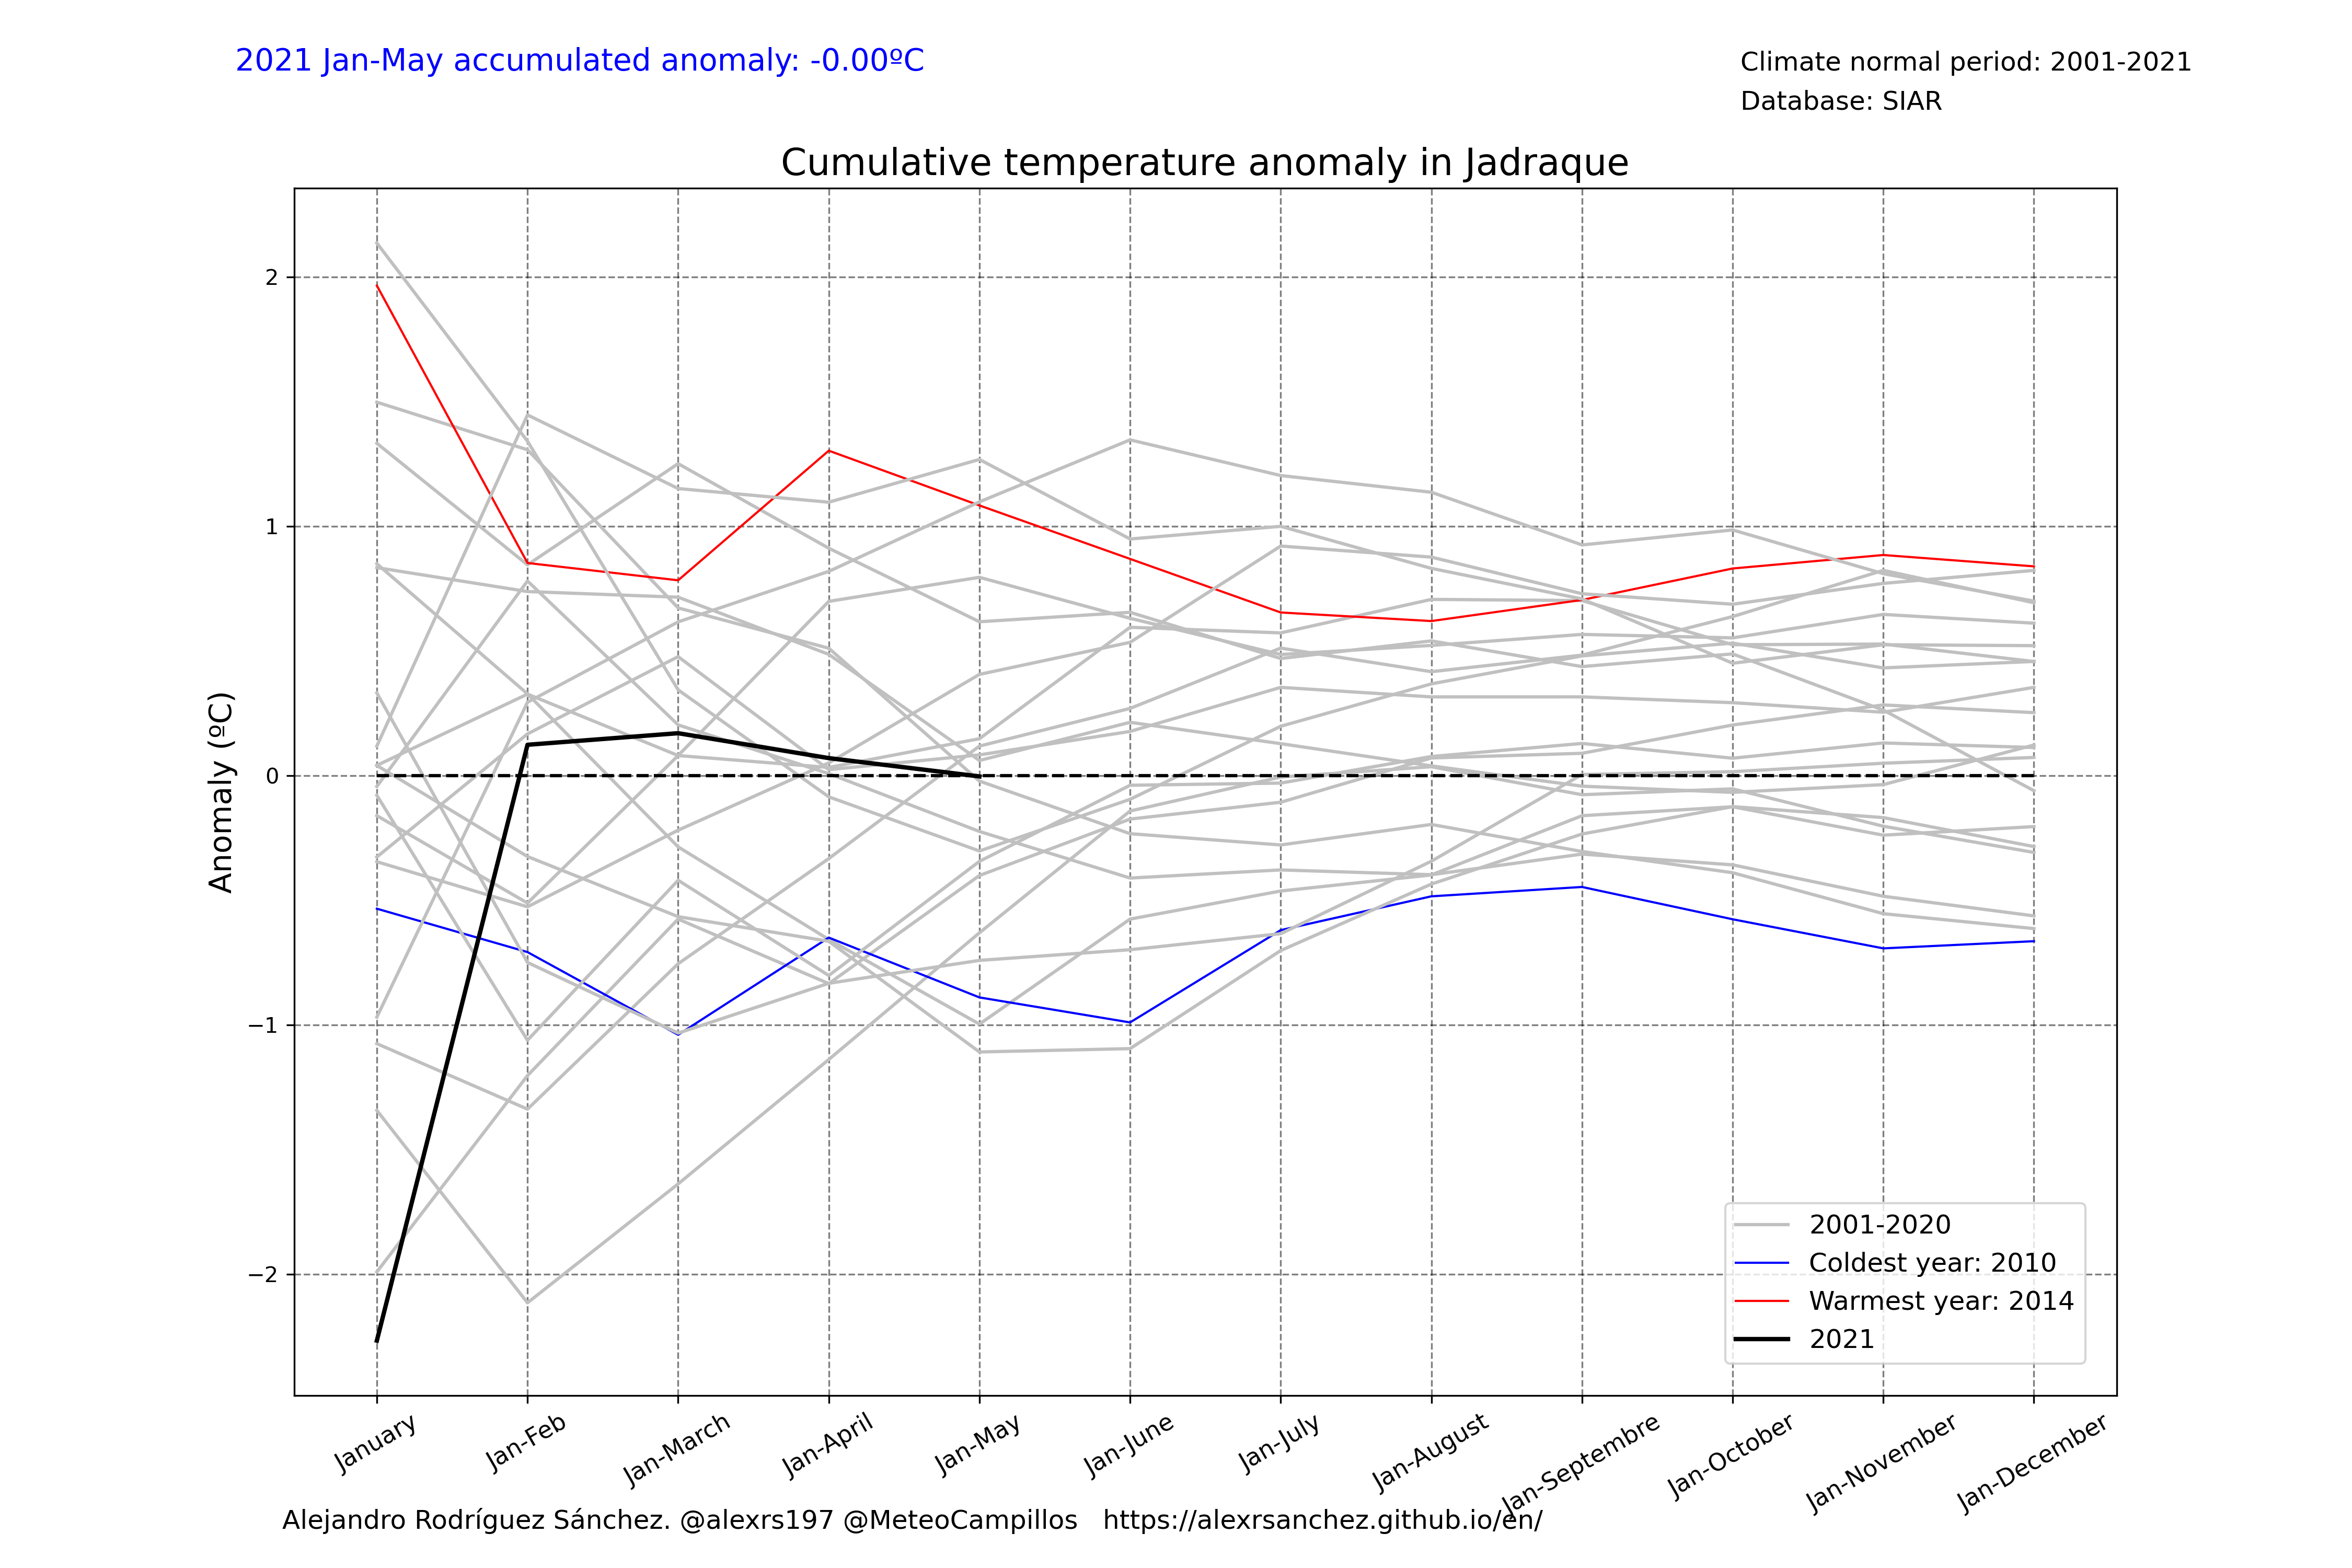 2021 Jan-May accumulated anomaly: -0.00ºC
Climate normal period: 2001-2021
Database: SIAR
Cumulative temperature anomaly in Jadraque
Anomaly (ºC)
2
1
0
−1
−2
2001-2020
Coldest year: 2010
Warmest year: 2014
2021
January
Jan-Feb
Jan-March
Jan-April
Jan-May
Jan-June
Jan-July
Jan-August
Jan-Septembre
Jan-October
Jan-November
Jan-December
Alejandro Rodríguez Sánchez. @alexrs197 @MeteoCampillos   https://alexrsanchez.github.io/en/